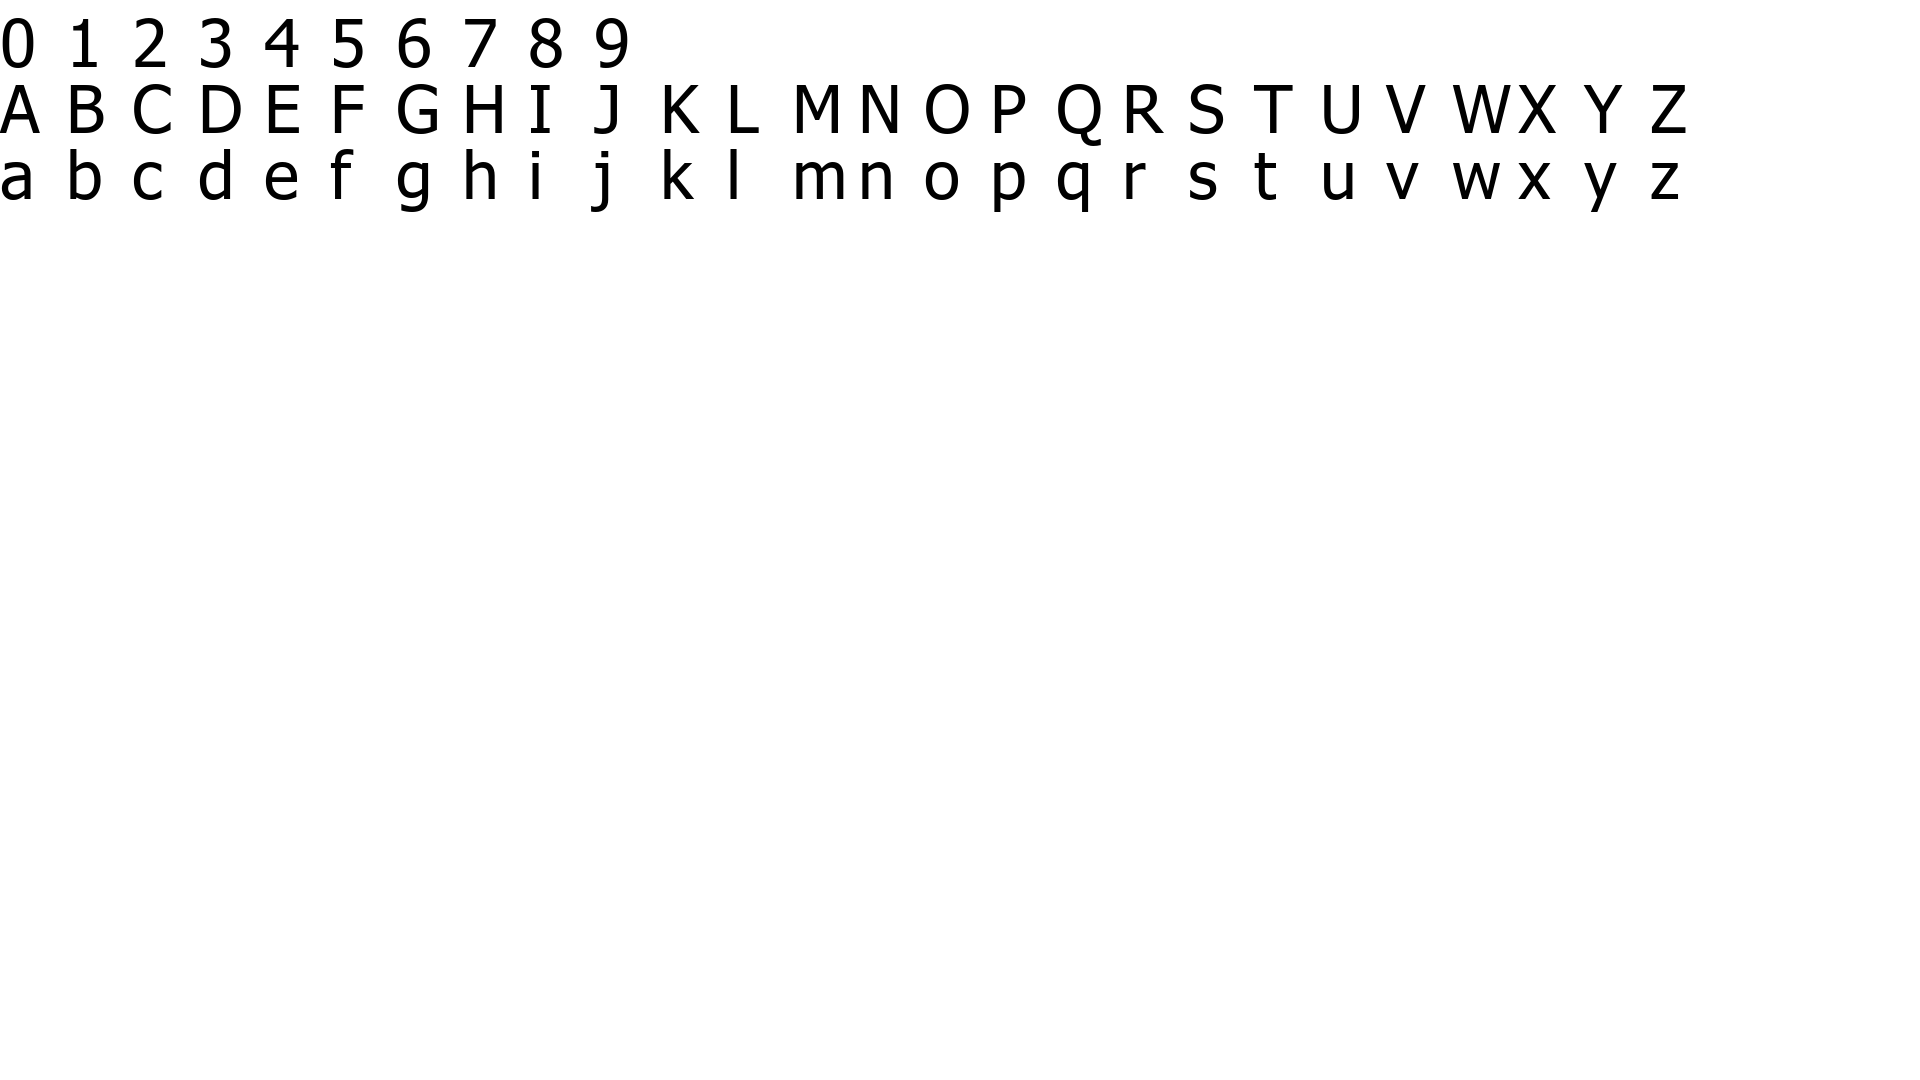 0 1 2 3 4 5 6 7 8 9
A B C D E F G H I J K L M N O P Q R S T U V W X Y Z
a b c d e f g h i j k l m n o p q r s t u v w x y z